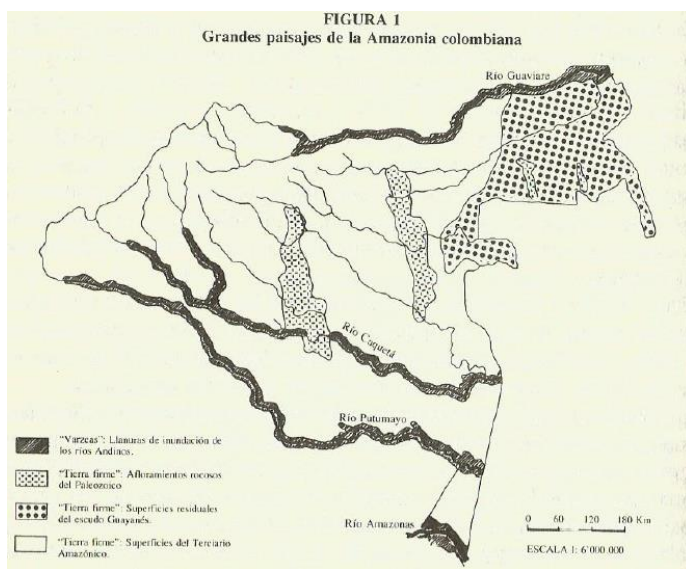 FIGURA 1
Grandes paisajes de la Amazonia colombiana
Río Guaviare
Río Caquetá
Río Putumayo
Río Amazonas
"Varzeas": Llanuras de inundación de
los ríos Andinos.
"Tierra firme": Afloramientos rocosos
del Paleozoico
"Tierra firme": Superficies residuales
del escudo Guayanés.
"Tierra firme": Superficies del Terciario
Amazónico.
0 60 120 180 Km
ESCALA 1: 6'000.000